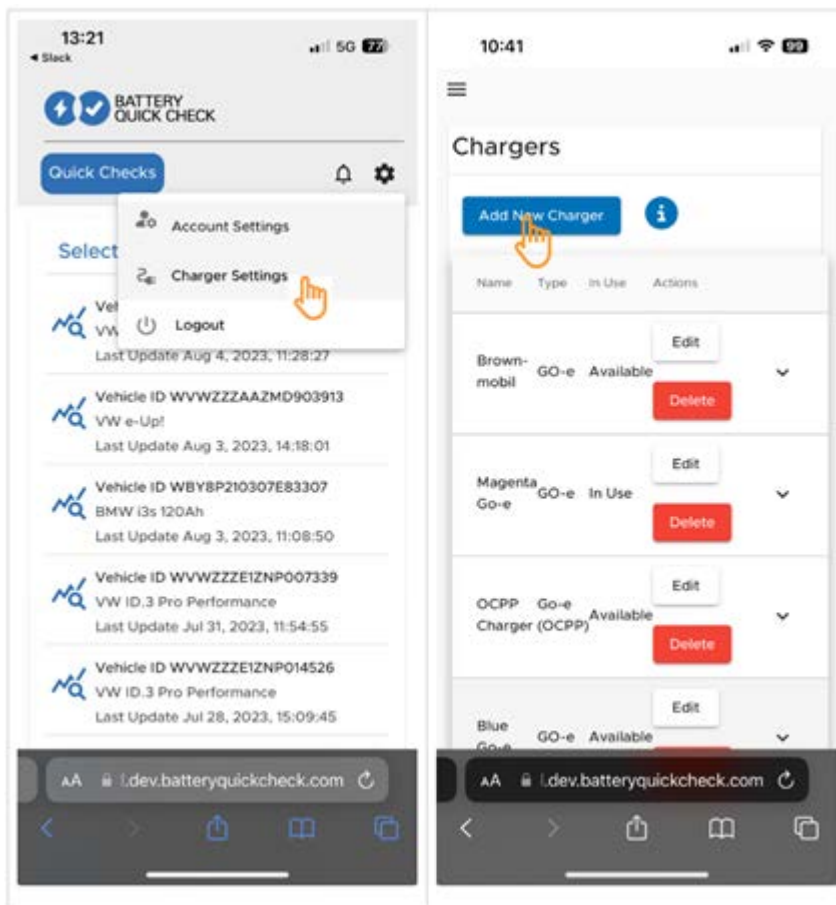 13:21
Slack
5G 77
BATTERY
QUICK CHECK
Quick Checks
Account Settings
Select
Charger Settings
Logout
Last Update Aug 4, 2023, 11:28:27
Vehicle ID WVWZZZAAZMD903913
VW e-Up!
Last Update Aug 3, 2023, 14:18:01
Vehicle ID WBY8P210307E83307
BMW i3s 120Ah
Last Update Aug 3, 2023, 11:08:50
Vehicle ID WVWZZZE1ZNP007339
VW ID.3 Pro Performance
Last Update Jul 31, 2023, 11:54:55
Vehicle ID WVWZZZE1ZNP014526
VW ID.3 Pro Performance
Last Update Jul 28, 2023, 15:09:45
AA l.dev.batteryquickcheck.com
10:41
99
Chargers
Add New Charger i
Name Type In Use Actions
Edit
Brown-
mobil GO-e Available
Delete
Edit
Magenta
Go-e GO-e In Use
Delete
Edit
OCPP Go-e
Charger (OCPP) Available
Delete
Edit
Blue
Go-e GO-e Available
AA l.dev.batteryquickcheck.com